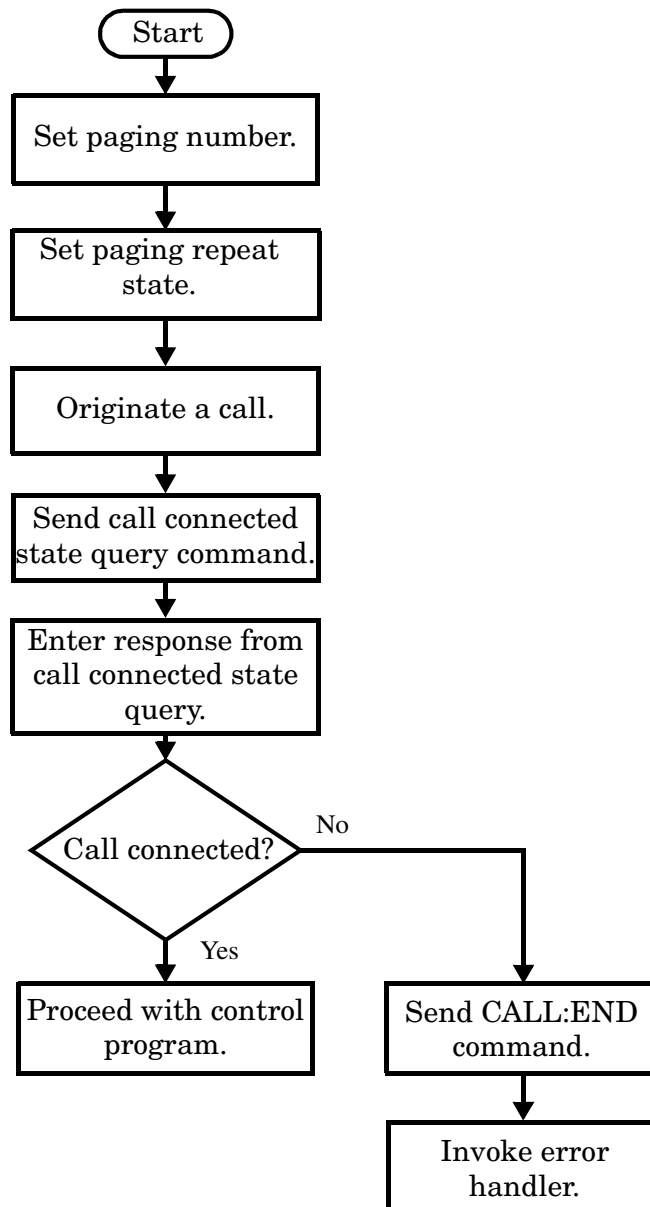 Start
Set paging number.
Set paging repeat
state.
Originate a call.
Send call connected
state query command.
Enter response from
call connected state
query.
Call connected?
No
Yes
Proceed with control
program.
Send CALL:END
command.
Invoke error
handler.